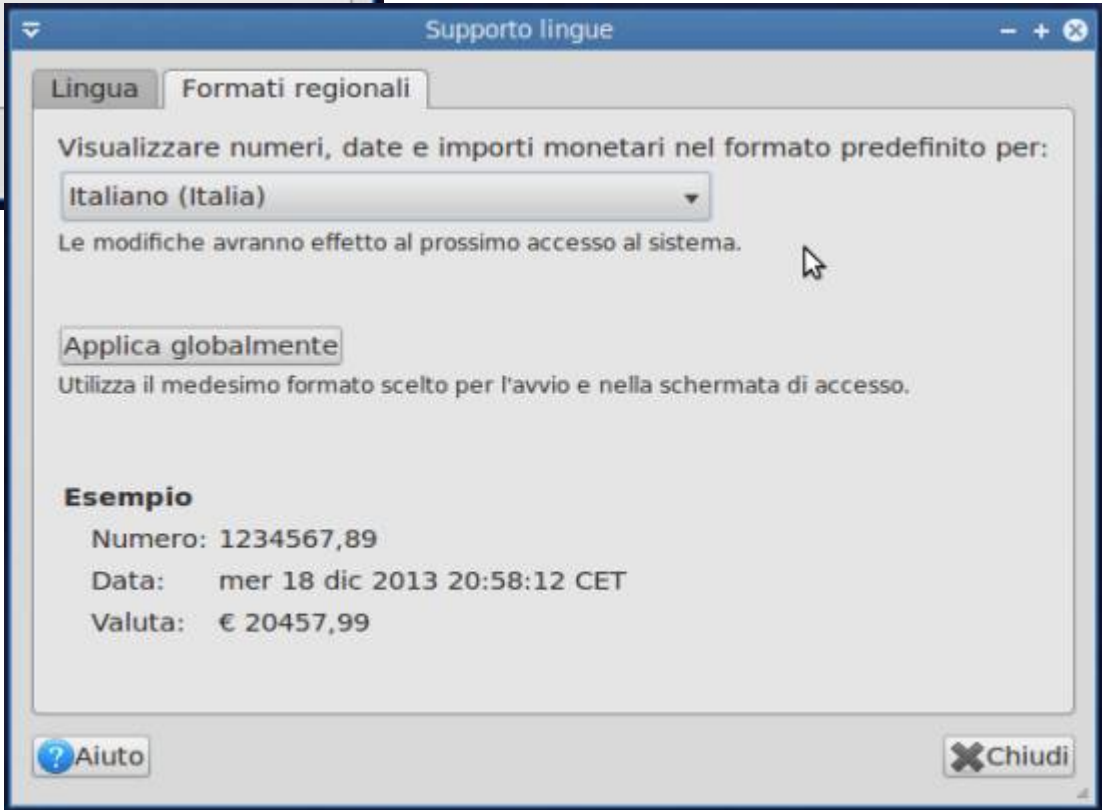 Supporto lingue
Lingua
Formati regionali
Visualizzare numeri, date e importi monetari nel formato predefinito per:
Italiano (Italia)
Le modifiche avranno effetto al prossimo accesso al sistema.
Applica globalmente
Utilizza il medesimo formato scelto per l'avvio e nella schermata di accesso.
Esempio
Numero: 1234567,89
Data: mer 18 dic 2013 20:58:12 CET
Valuta: € 20457,99
Aiuto
Chiudi